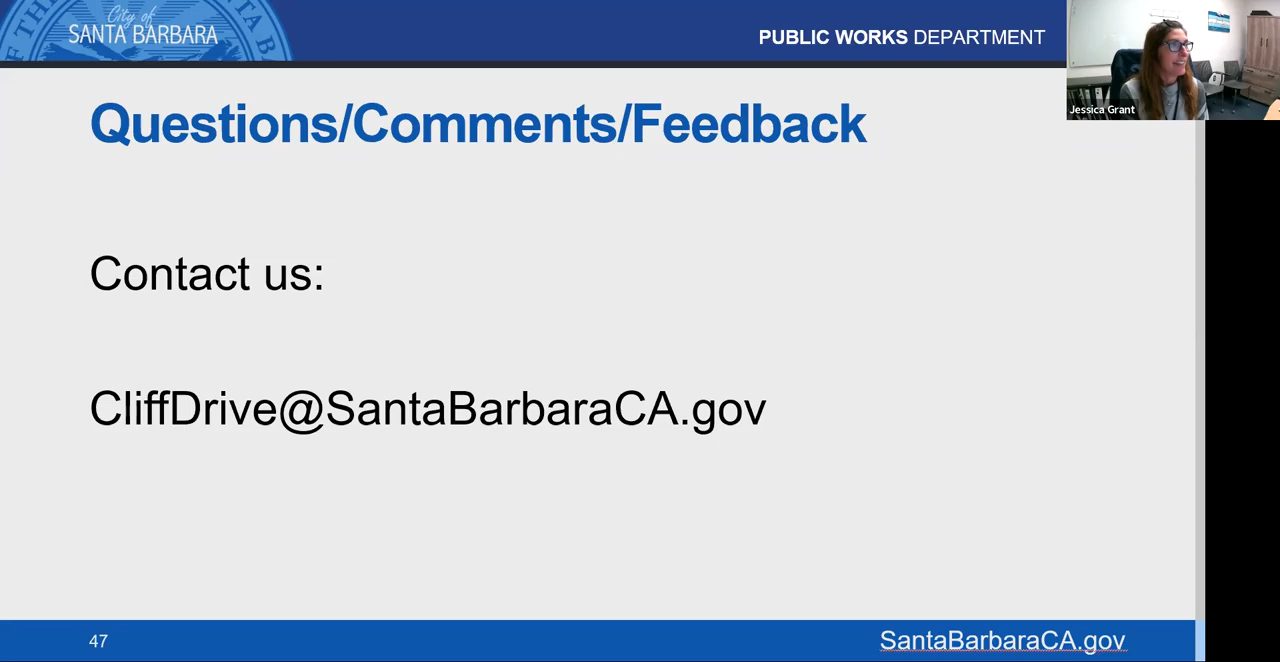 City of
SANTA BARBARA
PUBLIC WORKS DEPARTMENT
Jessica Grant
Questions/Comments/Feedback
Contact us:
CliffDrive@SantaBarbaraCA.gov
47
SantaBarbaraCA.gov